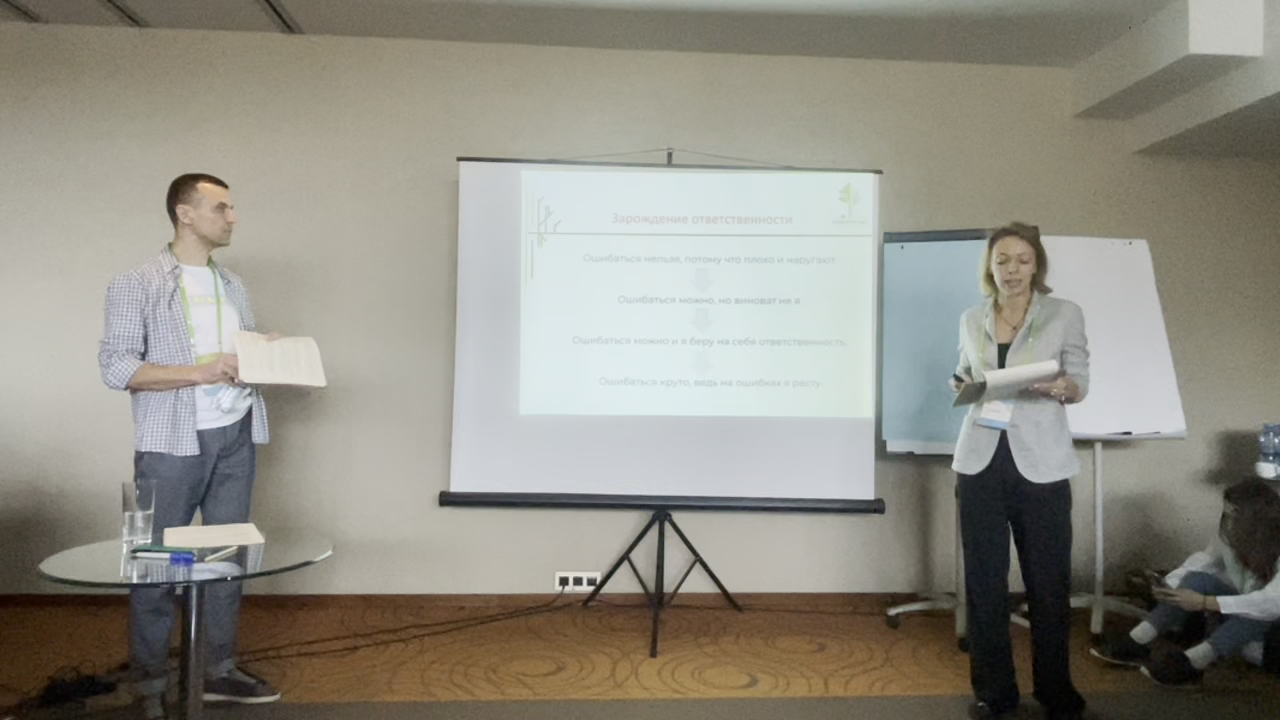 Зарождение ответственности
Ошибаться нельзя, потому что плохо и наругают
Ошибаться можно, но виноват не я
Ошибаться можно и я беру на себя ответственность
Ошибаться круто, ведь на ошибках я расту